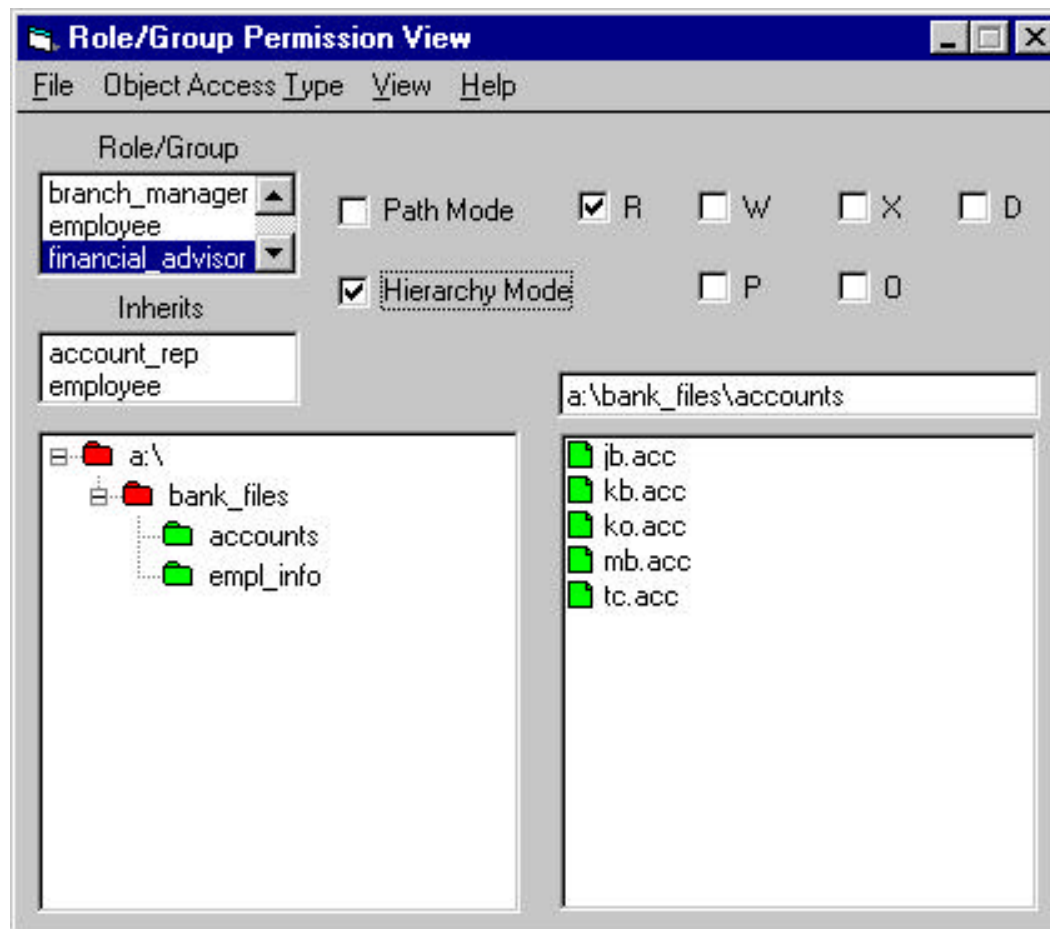 Role/Group Permission View
File Object Access Type View Help
Role/Group
branch_manager
employee
financial_advisor
Path Mode R W X D
Hierarchy Mode P O
Inherits
account_rep
employee
a:\bank_files\accounts
a:\
bank_files
accounts
empl_info
jb.acc
kb.acc
ko.acc
mb.acc
tc.acc